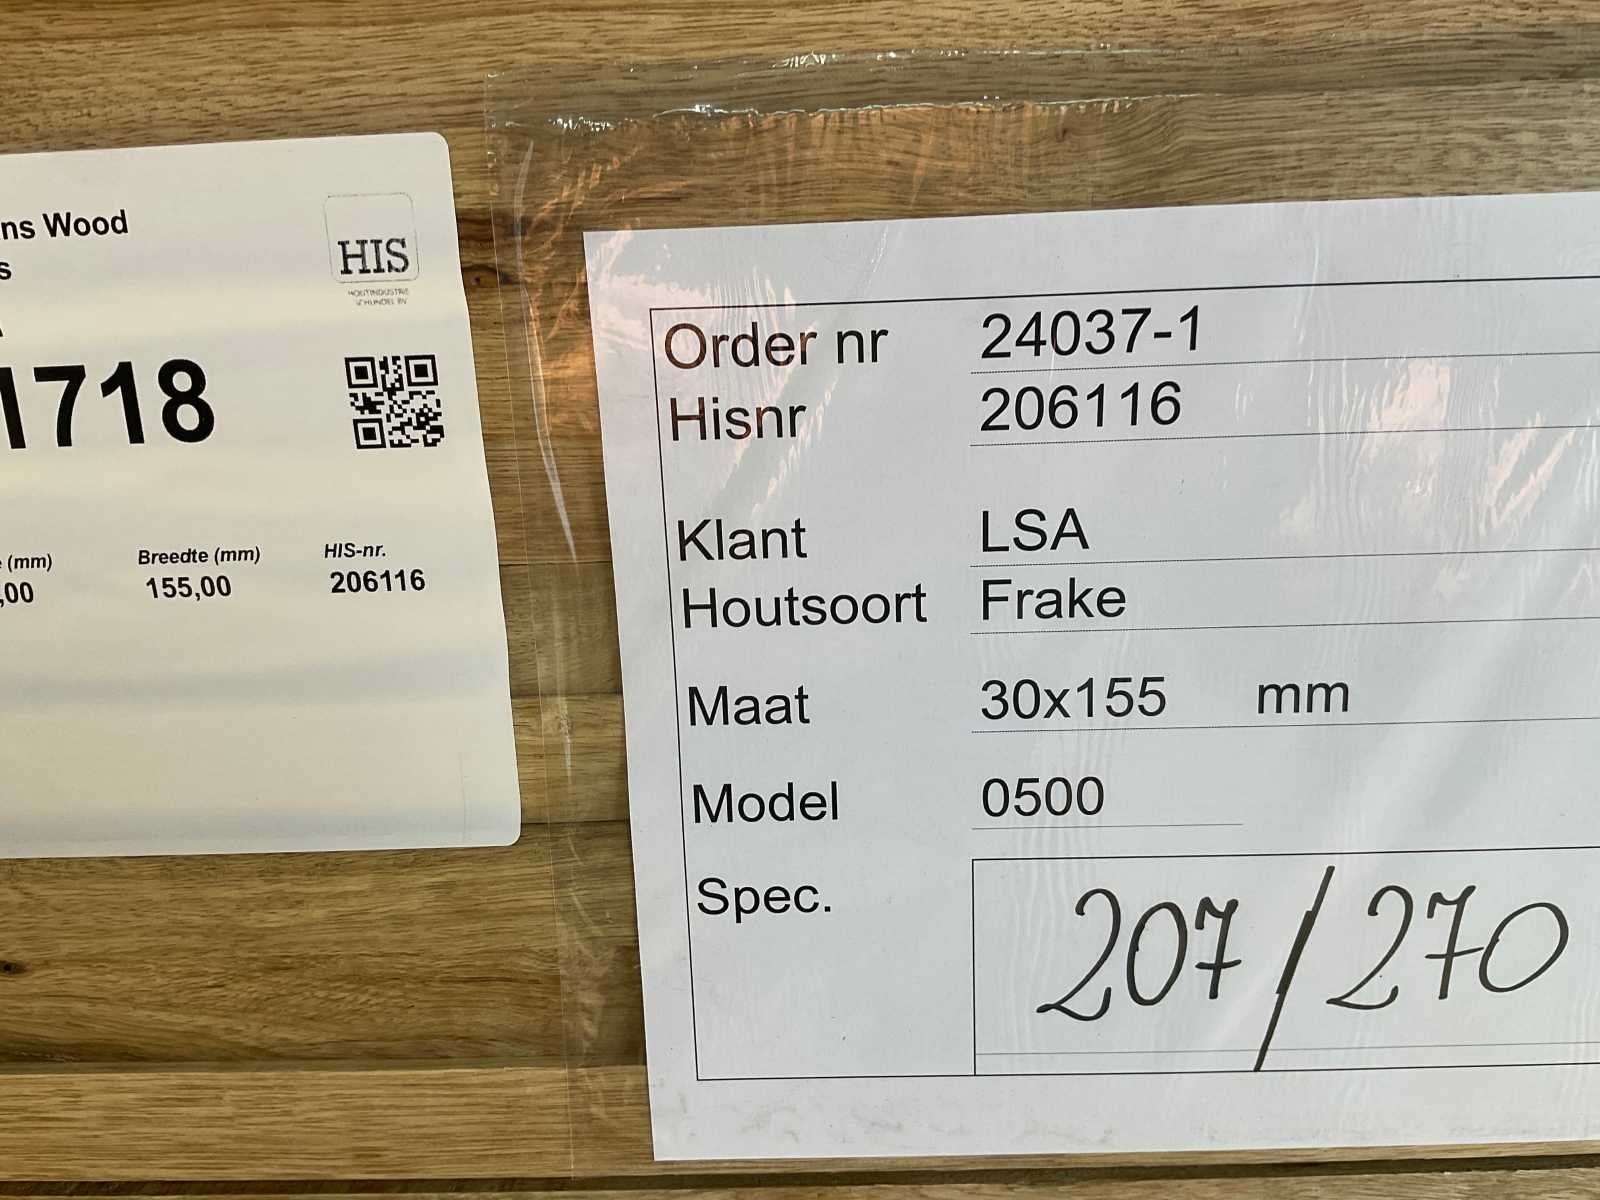 ns Wood
s
HIS
HOUTINDUSTRIE
1718
(mm)
Breedte (mm)
HIS-nr.
,00
155,00
206116
Order nr 24037-1
Hisnr 206116
Klant LSA
Houtsoort Frake
Maat 30x155 mm
Model 0500
Spec.
207/270